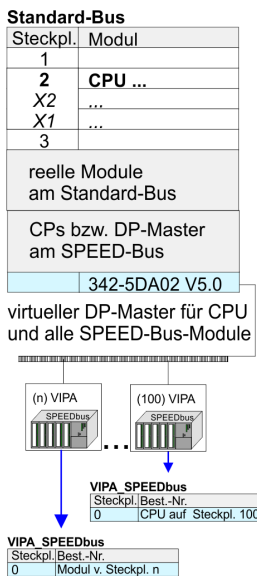 Standard-Bus
Steckpl. Modul
1
2 CPU ...
X2 ...
X1 ...
3
reelle Module
am Standard-Bus
CPs bzw. DP-Master
am SPEED-Bus
342-5DA02 V5.0
virtueller DP-Master für CPU
und alle SPEED-Bus-Module
(n) VIPA
SPEEDbus
...
(100) VIPA
SPEEDbus
VIPA_SPEEDbus
Steckpl. Best.-Nr.
0 CPU auf Steckpl. 100
VIPA_SPEEDbus
Steckpl. Best.-Nr.
0 Modul v. Steckpl. n